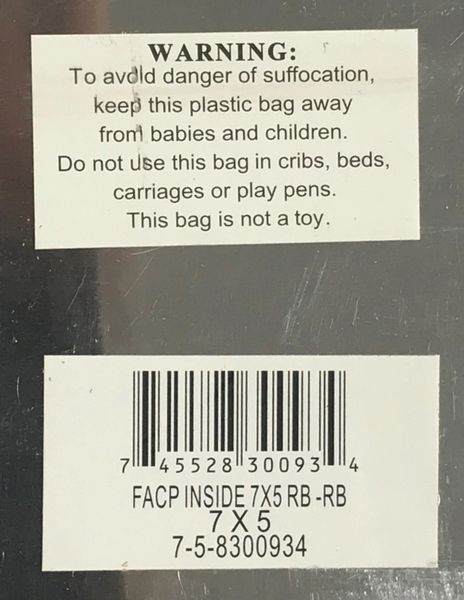 WARNING:
To avoid danger of suffocation,
keep this plastic bag away
from babies and children.
Do not use this bag in cribs, beds,
carriages or play pens.
This bag is not a toy.
7 45528 30093 4
FACP INSIDE 7X5 RB -RB
7 X 5
7-5-8300934